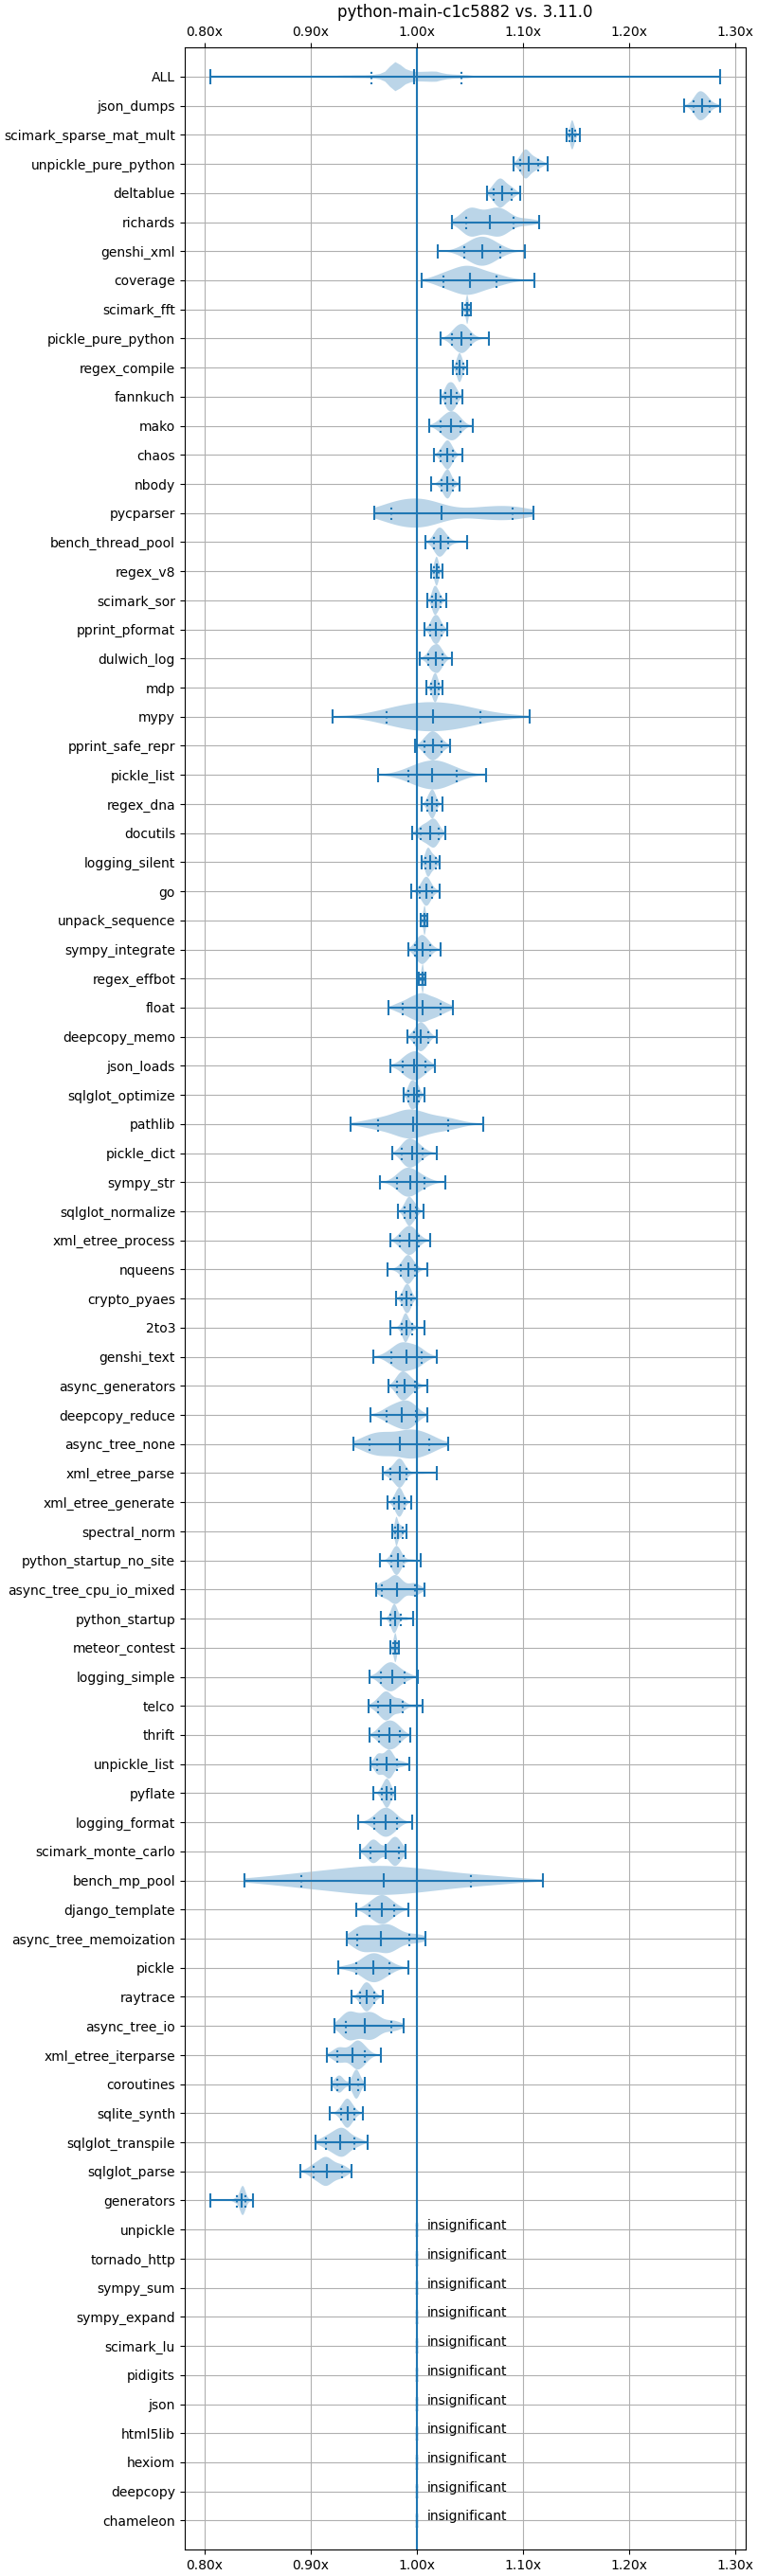 python-main-c1c5882 vs. 3.11.0
0.80x 0.90x 1.00x 1.10x 1.20x 1.30x
ALL
json_dumps
scimark_sparse_mat_mult
unpickle_pure_python
deltablue
richards
genshi_xml
coverage
scimark_fft
pickle_pure_python
regex_compile
fannkuch
mako
chaos
nbody
pycparser
bench_thread_pool
regex_v8
scimark_sor
pprint_pformat
dulwich_log
mdp
mypy
pprint_safe_repr
pickle_list
regex_dna
docutils
logging_silent
go
unpack_sequence
sympy_integrate
regex_effbot
float
deepcopy_memo
json_loads
sqlglot_optimize
pathlib
pickle_dict
sympy_str
sqlglot_normalize
xml_etree_process
nqueens
crypto_pyaes
2to3
genshi_text
async_generators
deepcopy_reduce
async_tree_none
xml_etree_parse
xml_etree_generate
spectral_norm
python_startup_no_site
async_tree_cpu_io_mixed
python_startup
meteor_contest
logging_simple
telco
thrift
unpickle_list
pyflate
logging_format
scimark_monte_carlo
bench_mp_pool
django_template
async_tree_memoization
pickle
raytrace
async_tree_io
xml_etree_iterparse
coroutines
sqlite_synth
sqlglot_transpile
sqlglot_parse
generators
unpickle insignificant
tornado_http insignificant
sympy_sum insignificant
sympy_expand insignificant
scimark_lu insignificant
pidigits insignificant
json insignificant
html5lib insignificant
hexiom insignificant
deepcopy insignificant
chameleon insignificant
0.80x 0.90x 1.00x 1.10x 1.20x 1.30x